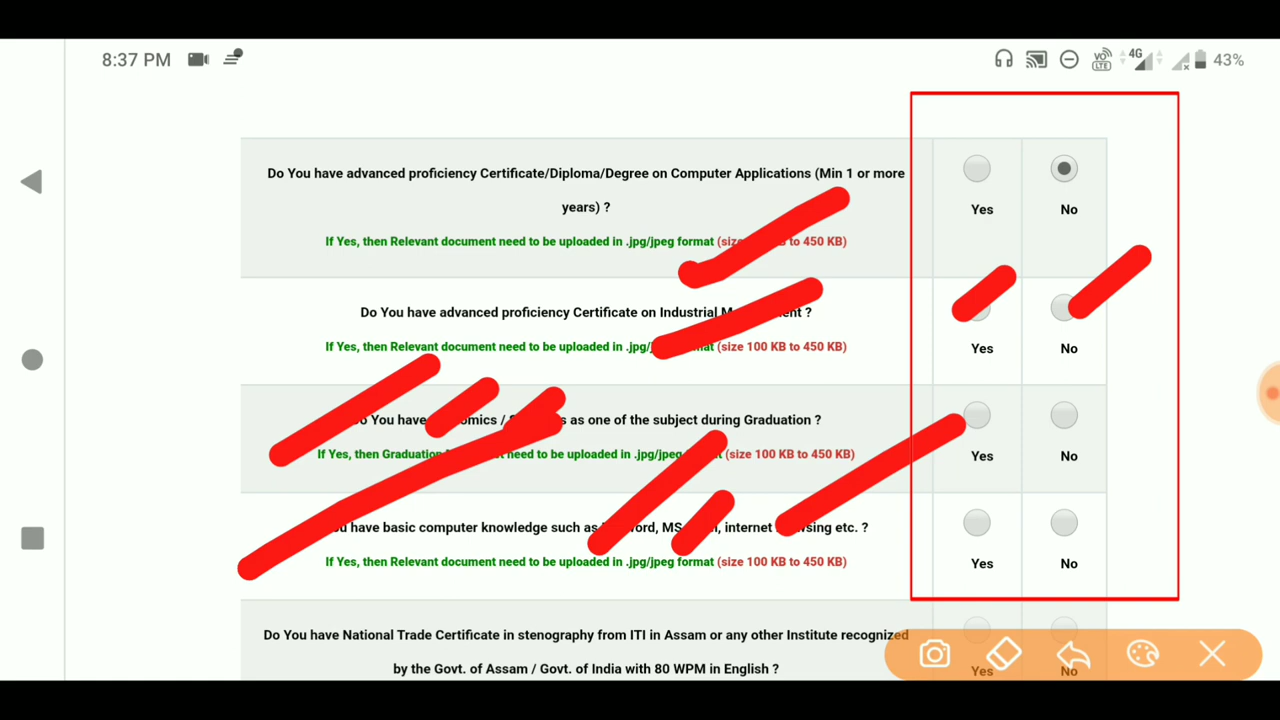 8:37 PM
VO LTE 4G 43%
Do You have advanced proficiency Certificate/Diploma/Degree on Computer Applications (Min 1 or more
years) ?
If Yes, then Relevant document need to be uploaded in .jpg/jpeg format to 450 KB)
Yes No
Do You have advanced proficiency Certificate on Industrial ?
If Yes, then Relevant document need to be uploaded in (size 100 KB to 450 KB)
Yes No
You have / as one of the subject during Graduation ?
If Yes, then Graduation need to be uploaded in (size 100 KB to 450 KB)
Yes No
have basic computer knowledge such as internet etc. ?
If Yes, then Relevant document need to be uploaded in .jpg/jpeg format (size 100 KB to 450 KB)
Yes No
Do You have National Trade Certificate in stenography from ITI in Assam or any other Institute recognized
by the Govt. of Assam / Govt. of India with 80 WPM in English ?
Yes No